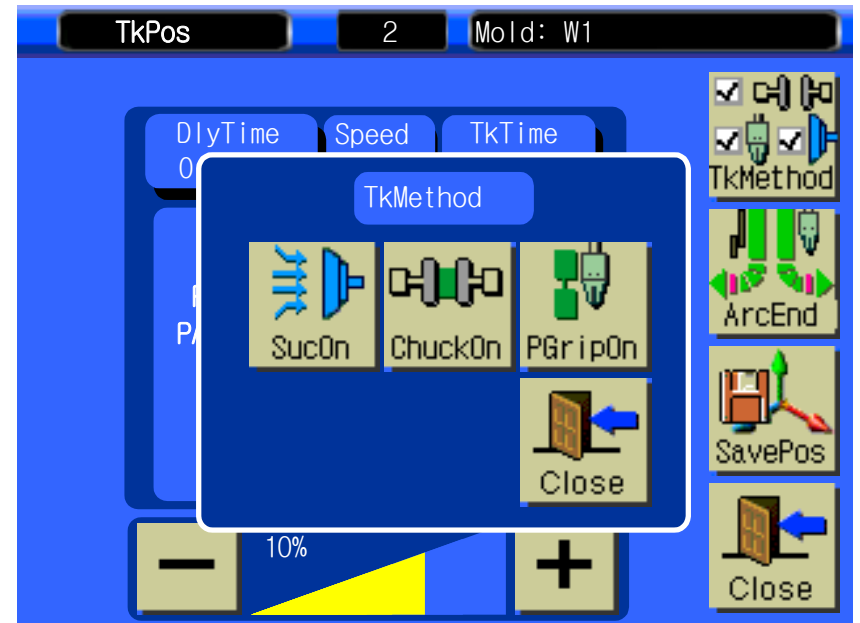 TkPos 2 Mold: W1
DlyTime Speed TkTime
TkMethod
TkMethod
SucOn ChuckOn PGripOn
Close
10%
ArcEnd
SavePos
Close